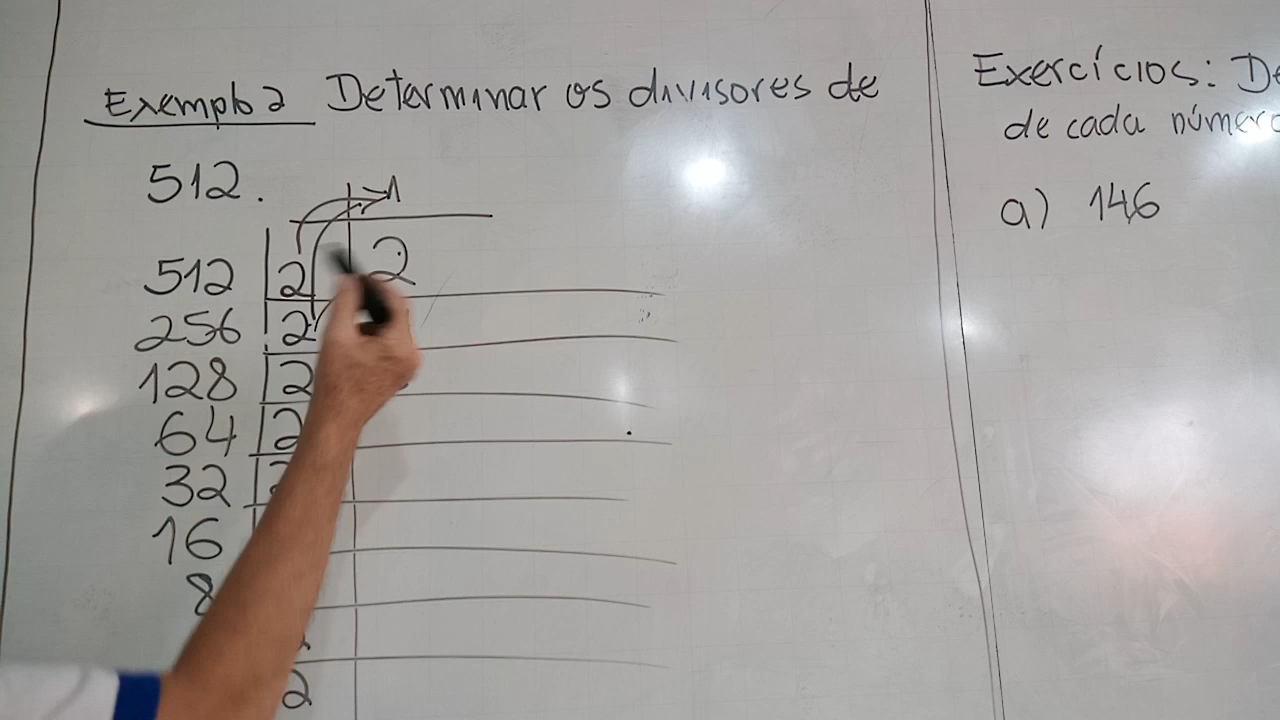 Exemplo 2 Determinar os divisores de
512.
1
512 2 2
256 2
128 2
64 2
32 2
16
8
2
Exercícios: De
de cada número
a) 146